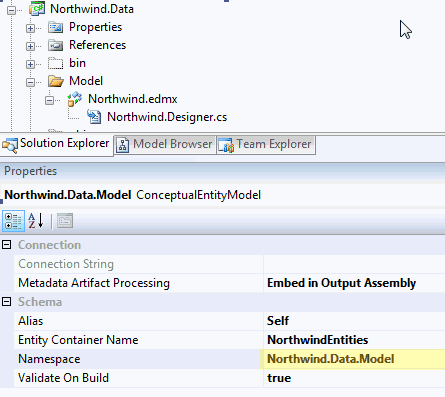 Northwind.Data
Properties
References
bin
Model
Northwind.edmx
Northwind.Designer.cs
Solution Explorer Model Browser Team Explorer
Properties
Northwind.Data.Model ConceptualEntityModel
Connection
Connection String
Metadata Artifact Processing Embed in Output Assembly
Schema
Alias Self
Entity Container Name NorthwindEntities
Namespace Northwind.Data.Model
Validate On Build true